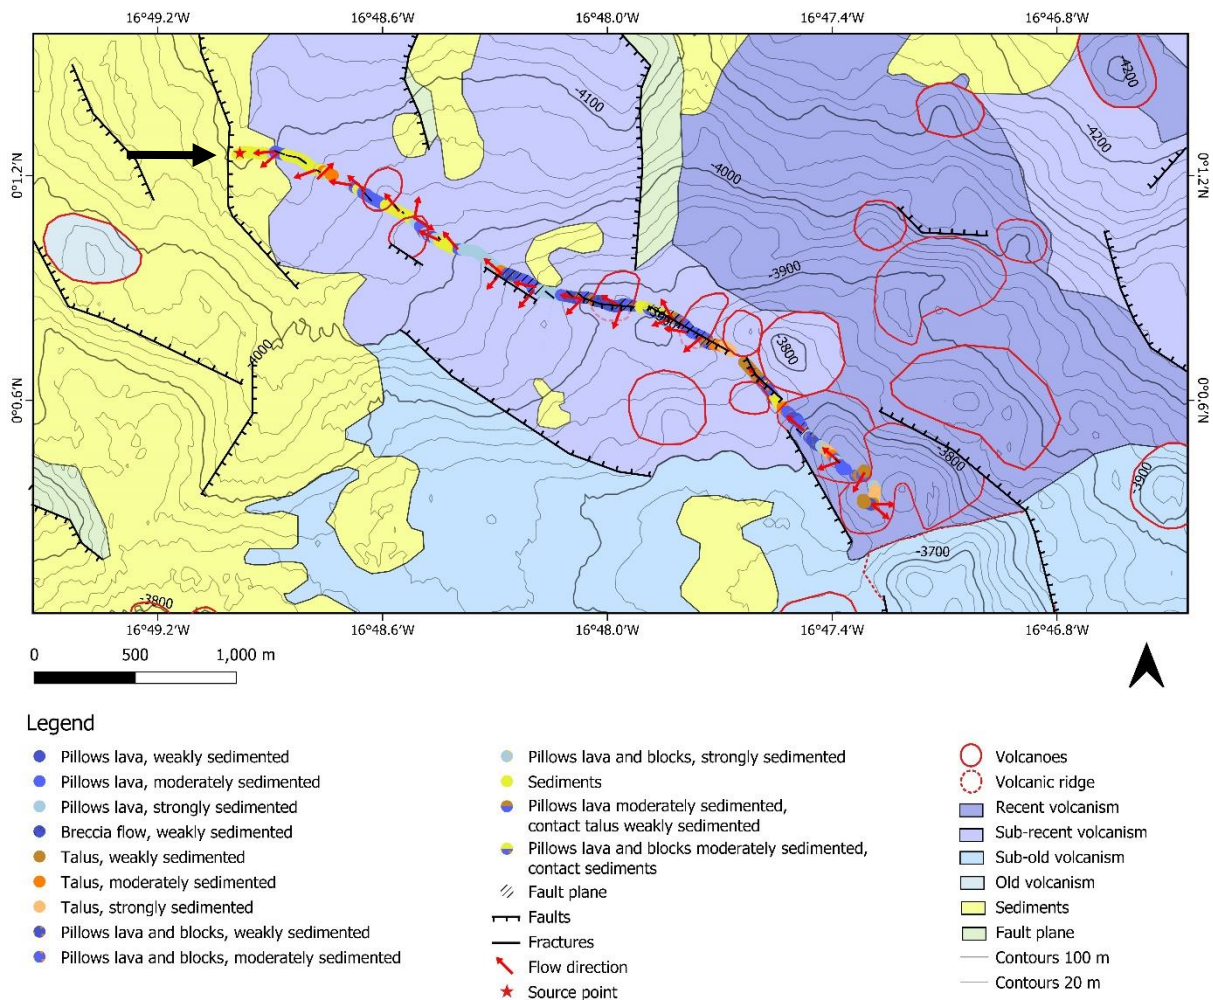 16°49.2'W 16°48.6'W 16°48.0'W 16°47.4'W 16°46.8'W
-4200
-4100
-4200
0°1.2'N
-4000
0°1.2'N
-3900
-3900
-3800
-4000
0°0.6'N
0°0.6'N
-3800
-3900
-3700
-3800
16°49.2'W 16°48.6'W 16°48.0'W 16°47.4'W 16°46.8'W
0 500 1,000 m
Legend
Pillows lava, weakly sedimented
Pillows lava, moderately sedimented
Pillows lava, strongly sedimented
Breccia flow, weakly sedimented
Talus, weakly sedimented
Talus, moderately sedimented
Talus, strongly sedimented
Pillows lava and blocks, weakly sedimented
Pillows lava and blocks, moderately sedimented
Pillows lava and blocks, strongly sedimented
Sediments
Pillows lava moderately sedimented,
contact talus weakly sedimented
Pillows lava and blocks moderately sedimented,
contact sediments
Fault plane
Faults
Fractures
Flow direction
Source point
Volcanoes
Volcanic ridge
Recent volcanism
Sub-recent volcanism
Sub-old volcanism
Old volcanism
Sediments
Fault plane
Contours 100 m
Contours 20 m